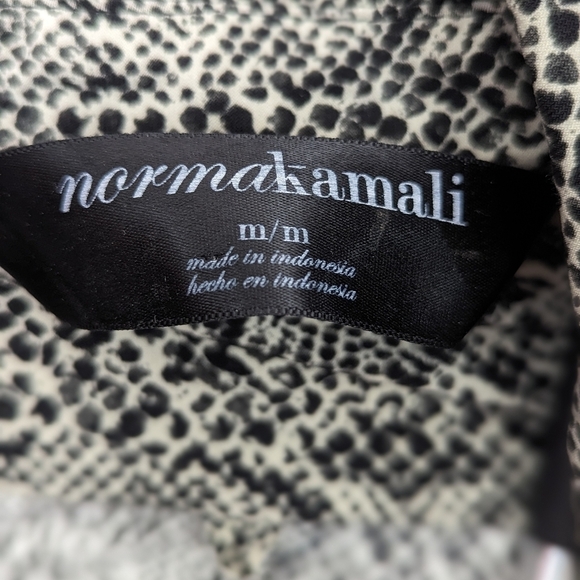 normakamali
m/m
made in indonesia
hecho en indonesia